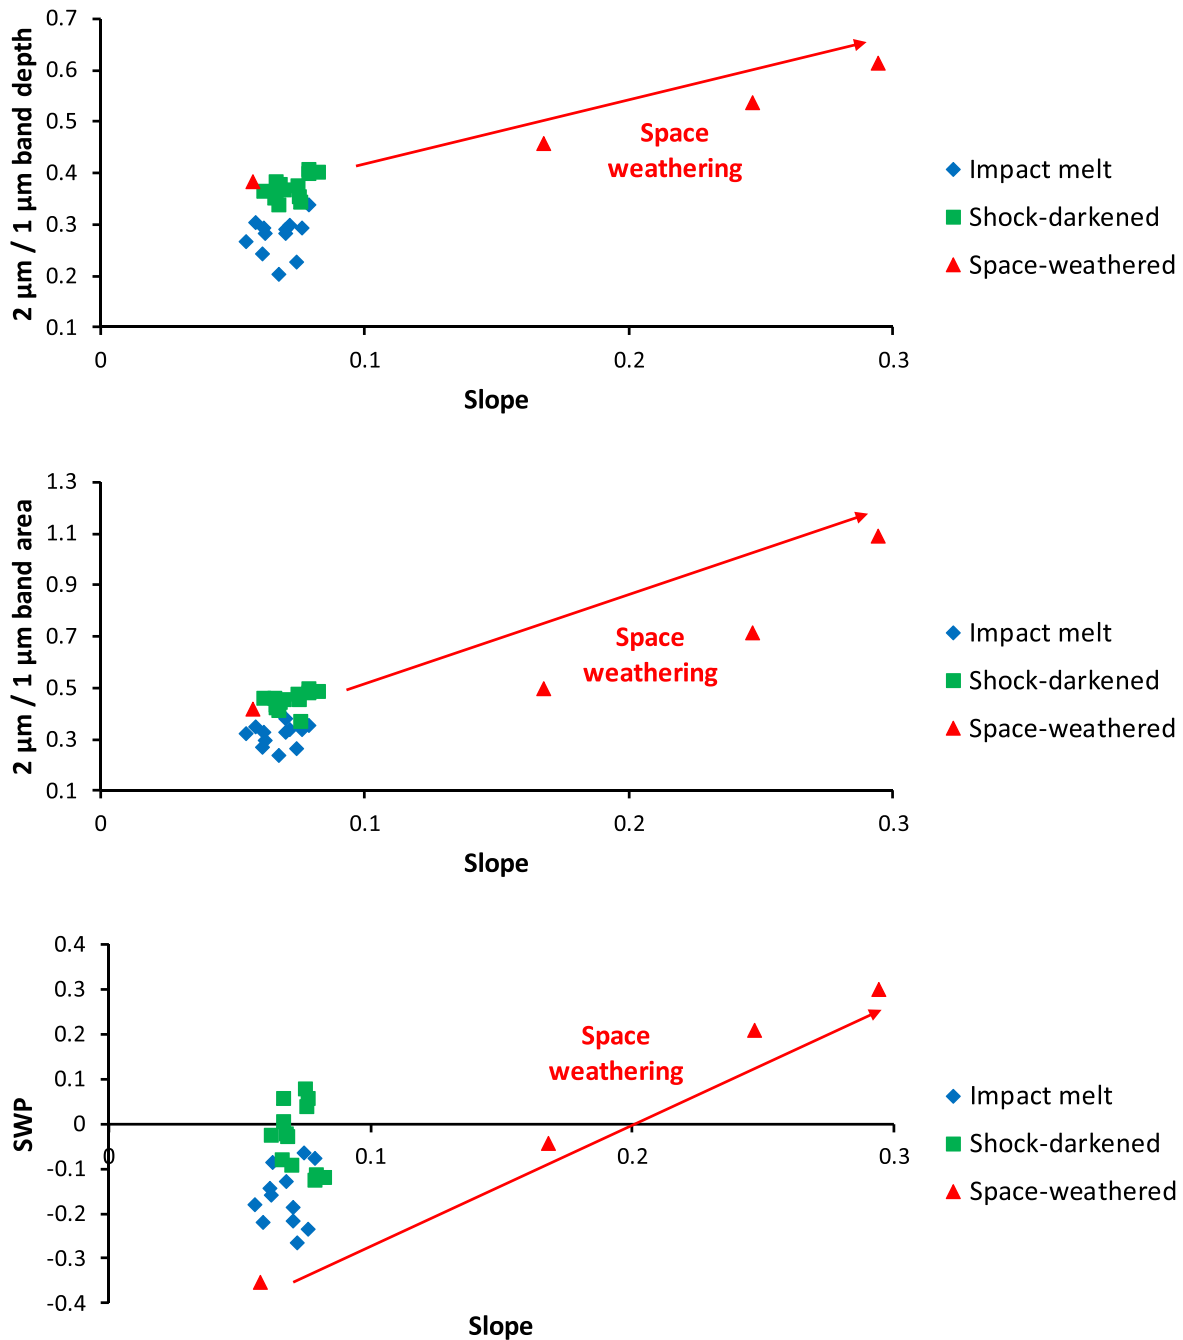 2 µm / 1 µm band depth
0.7
0.6
0.5
0.4
0.3
0.2
0.1
0
0.1
0.2
0.3
Slope
Space
weathering
Impact melt
Shock-darkened
Space-weathered
2 µm / 1 µm band area
1.3
1.1
0.9
0.7
0.5
0.3
0.1
0
0.1
0.2
0.3
Slope
Space
weathering
Impact melt
Shock-darkened
Space-weathered
SWP
0.4
0.3
0.2
0.1
0
-0.1
-0.2
-0.3
-0.4
0
0.1
0.2
0.3
Slope
Space
weathering
Impact melt
Shock-darkened
Space-weathered